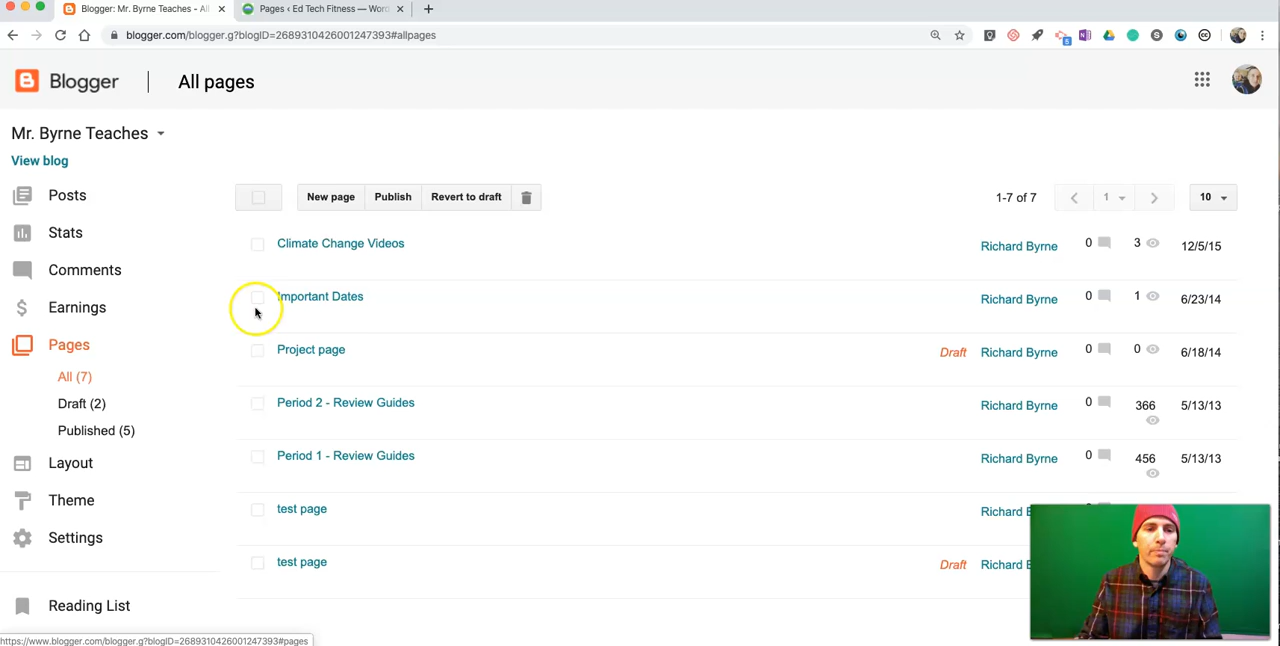 Blogger: Mr. Byrne Teaches - All
Pages ‹ Ed Tech Fitness — Wor
blogger.com/blogger.g?blogID=2689310426001247393#allpages
Blogger
All pages
Mr. Byrne Teaches
View blog
Posts
Stats
Comments
Earnings
Pages
All (7)
Draft (2)
Published (5)
Layout
Theme
Settings
Reading List
New page Publish Revert to draft
1-7 of 7
1
10
Climate Change Videos Richard Byrne 0 3 12/5/15
Important Dates Richard Byrne 0 1 6/23/14
Project page Draft Richard Byrne 0 0 6/18/14
Period 2 - Review Guides Richard Byrne 0 366 5/13/13
Period 1 - Review Guides Richard Byrne 0 456 5/13/13
test page Richard
test page Draft Richard
https://www.blogger.com/blogger.g?blogID=2689310426001247393#pages